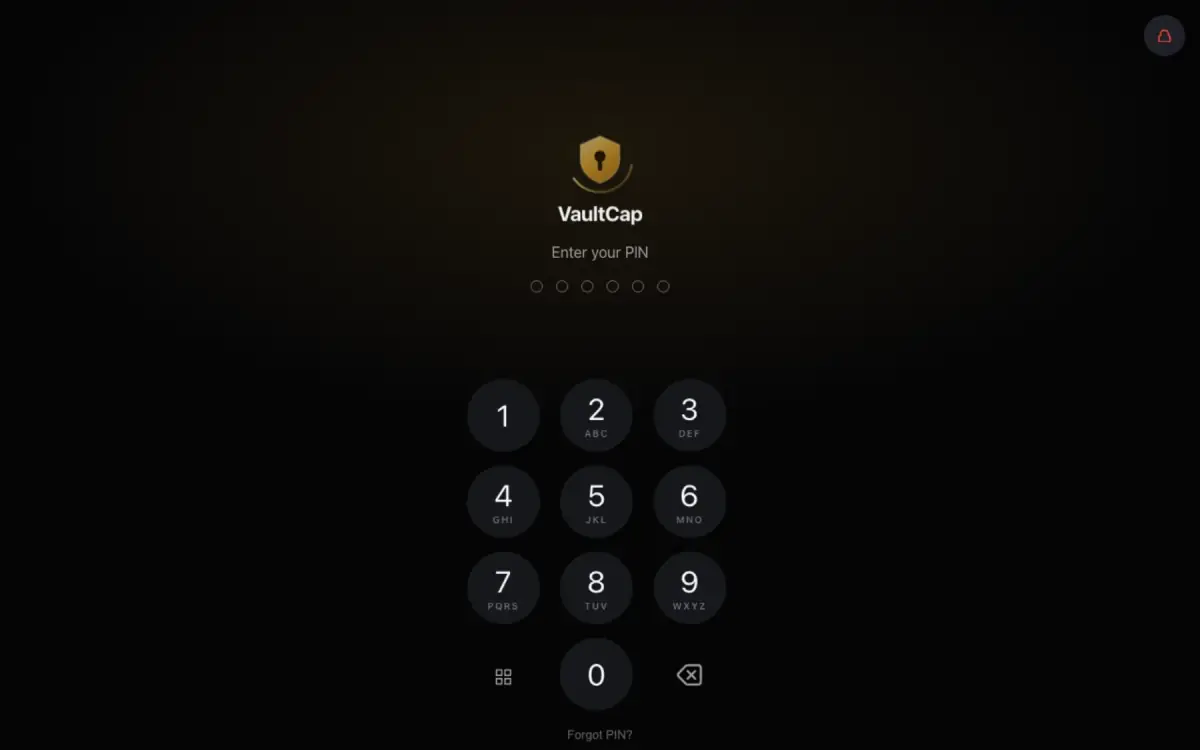 VaultCap
Enter your PIN
1
2
3
ABC
DEF
4
5
6
GHI
JKL
MNO
7
8
9
PQRS
TUV
WXYZ
0
Forgot PIN?